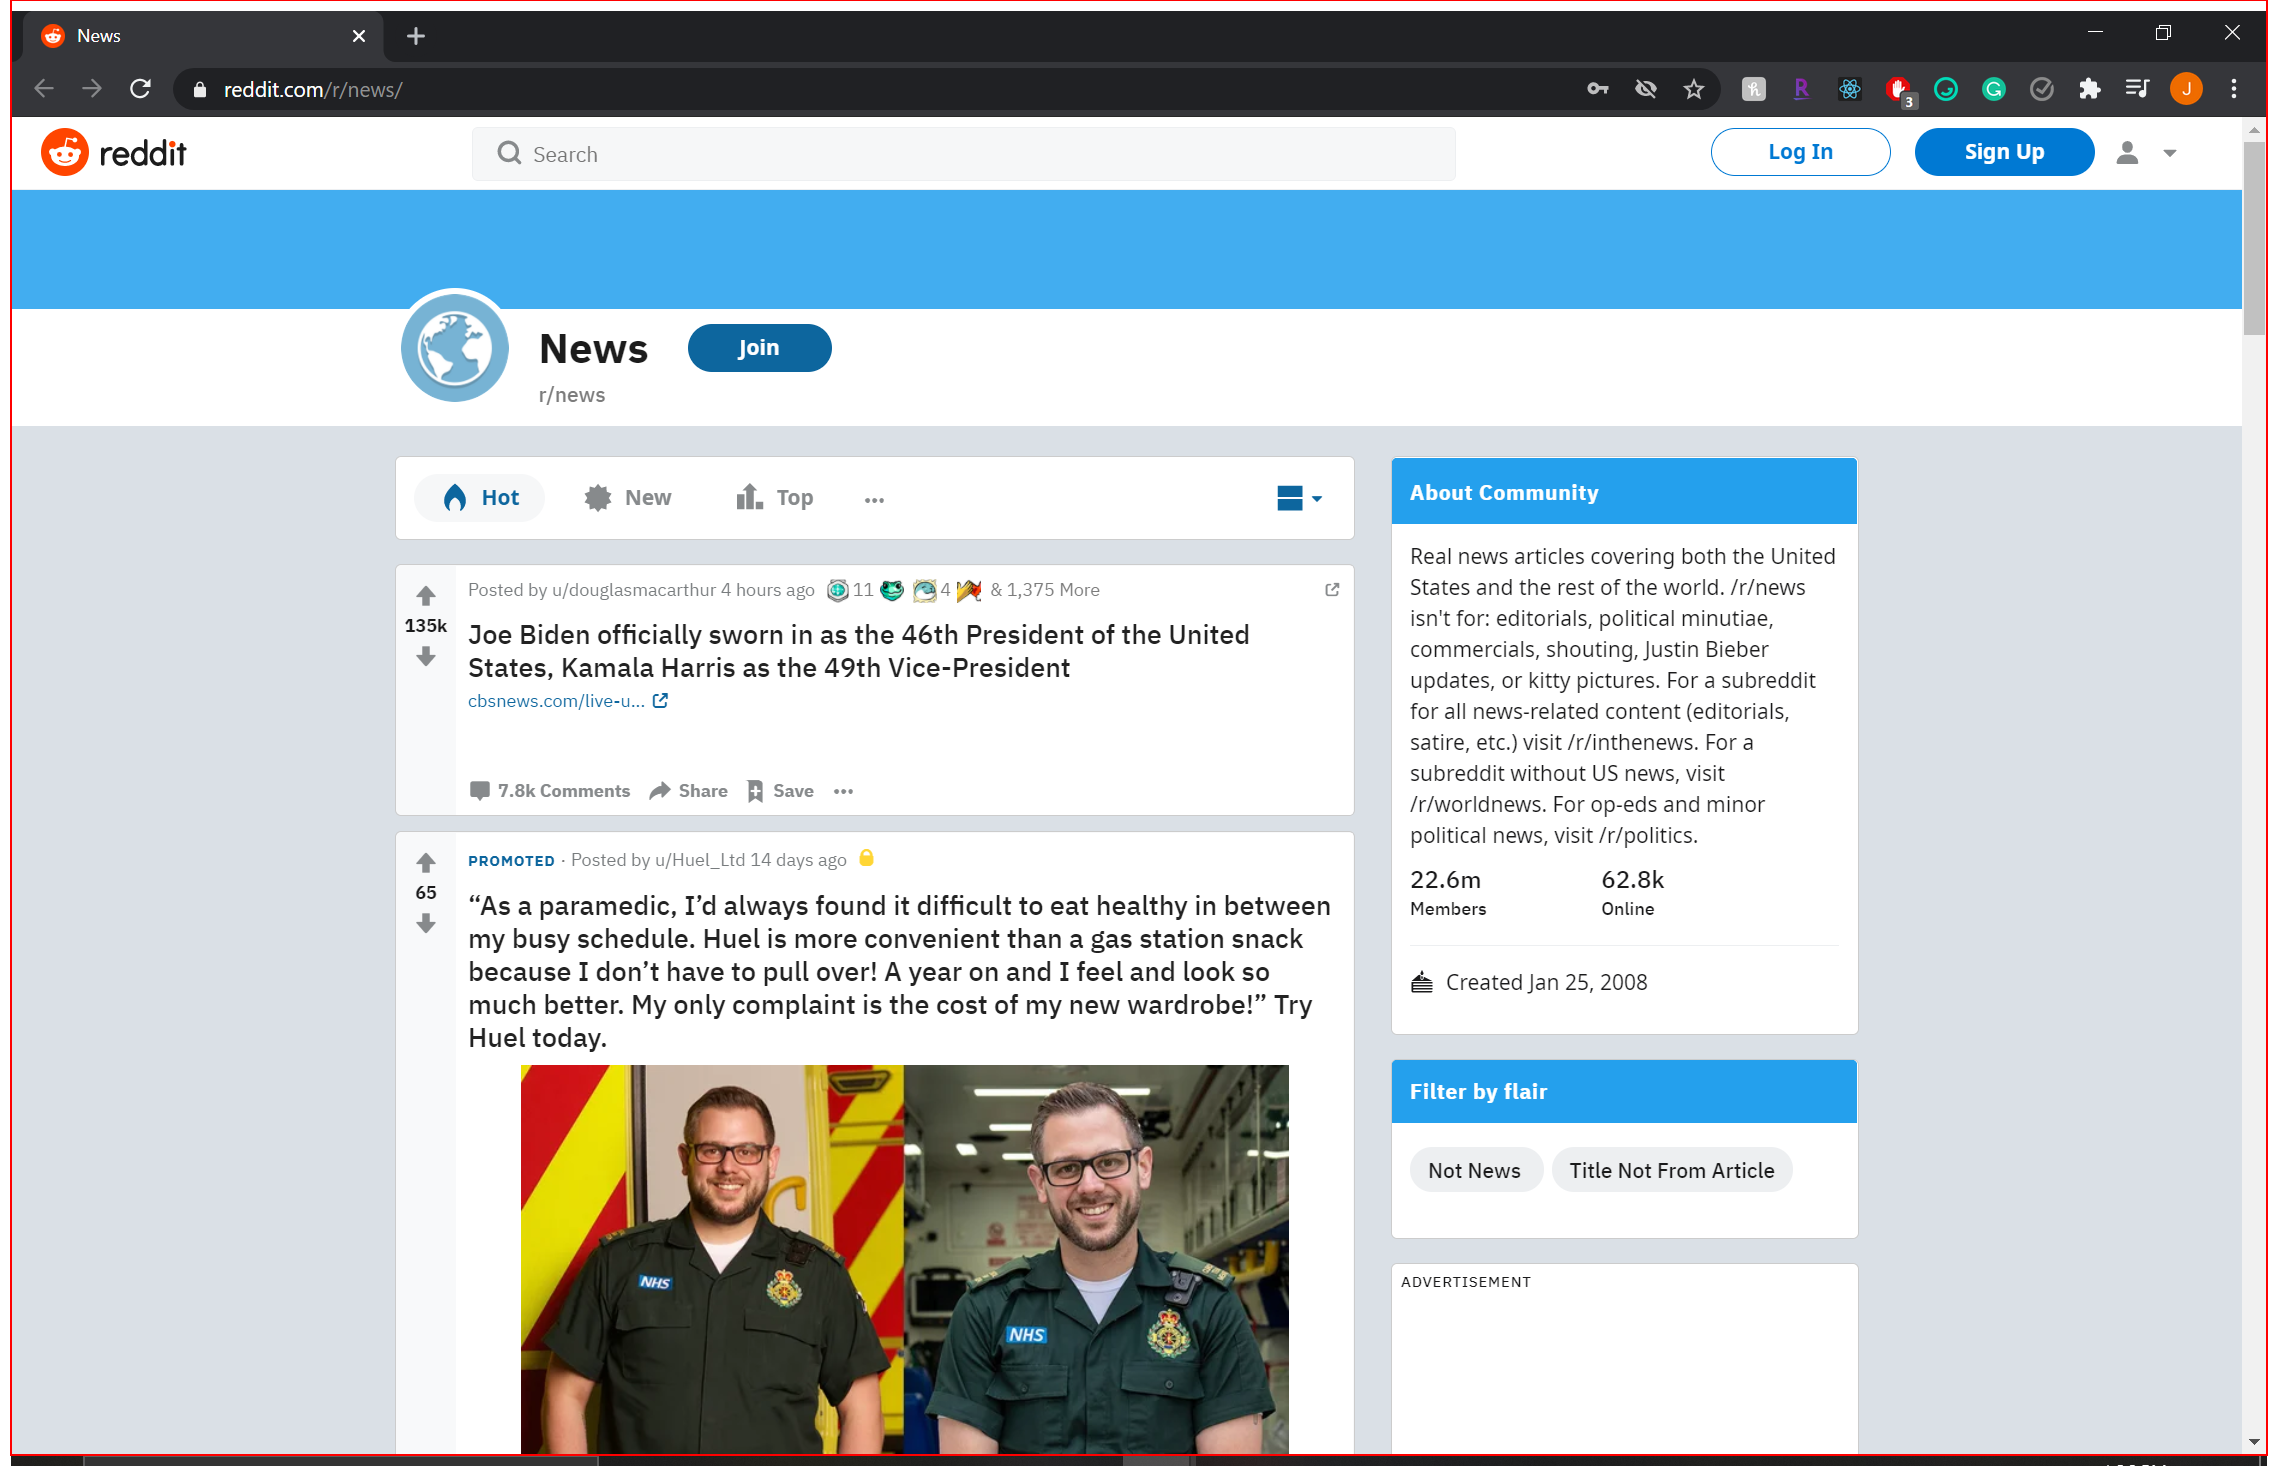 News
reddit.com/r/news/
3
J
reddit
Search
Log In
Sign Up
News
Join
r/news
Hot
New
Top
Posted by u/douglasmacarthur 4 hours ago 11 4 & 1,375 More
135k
Joe Biden officially sworn in as the 46th President of the United
States, Kamala Harris as the 49th Vice-President
cbsnews.com/live-u...
7.8k Comments
Share
Save
PROMOTED · Posted by u/Huel_Ltd 14 days ago
65
“As a paramedic, I’d always found it difficult to eat healthy in between
my busy schedule. Huel is more convenient than a gas station snack
because I don’t have to pull over! A year on and I feel and look so
much better. My only complaint is the cost of my new wardrobe!” Try
Huel today.
NHS
NHS
About Community
Real news articles covering both the United
States and the rest of the world. /r/news
isn't for: editorials, political minutiae,
commercials, shouting, Justin Bieber
updates, or kitty pictures. For a subreddit
for all news-related content (editorials,
satire, etc.) visit /r/inthenews. For a
subreddit without US news, visit
/r/worldnews. For op-eds and minor
political news, visit /r/politics.
22.6m
Members
62.8k
Online
Created Jan 25, 2008
Filter by flair
Not News
Title Not From Article
ADVERTISEMENT